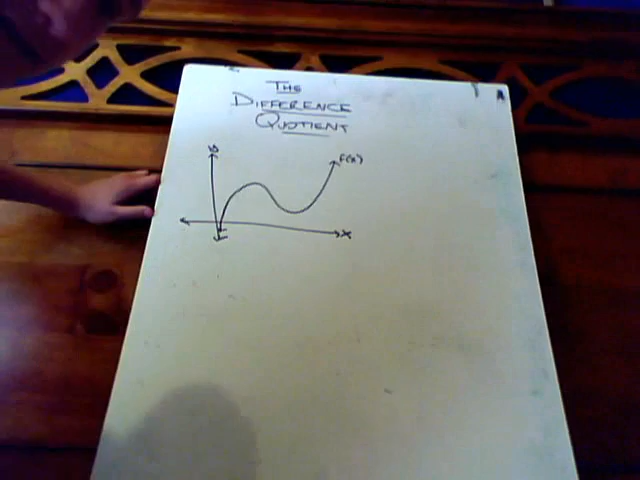 THE
DIFFERENCE
QUOTIENT
y
f(x)
x